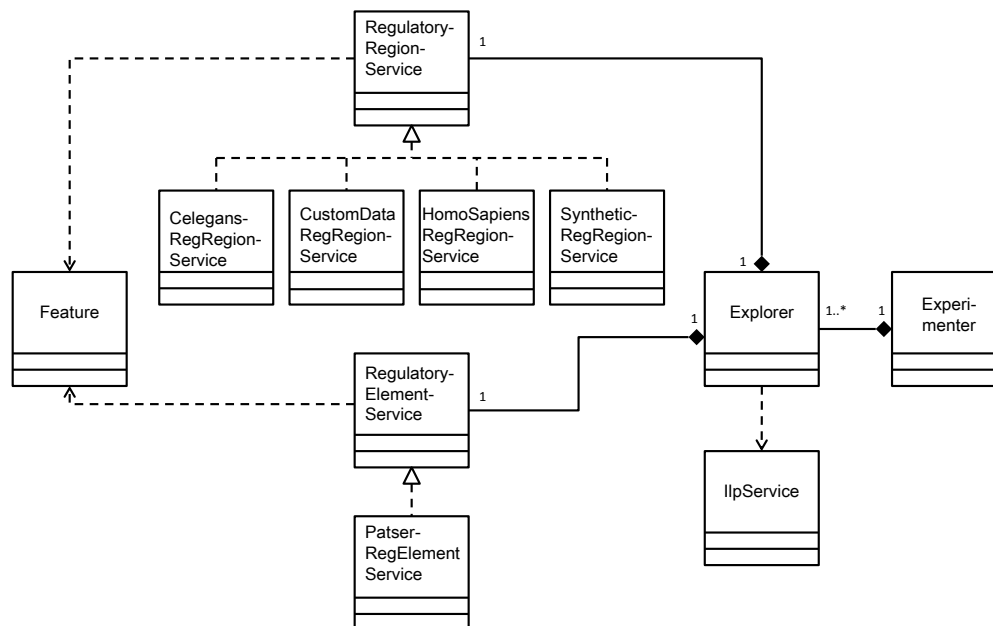 Regulatory-
Region-
Service
1
Celegans-
RegRegion-
Service
CustomData
RegRegion-
Service
HomoSapiens
RegRegion-
Service
Synthetic-
RegRegion-
Service
1
Feature
Explorer
1..*
1
Experi-
menter
1
Regulatory-
Element-
Service
1
IlpService
Patser-
RegElement
Service